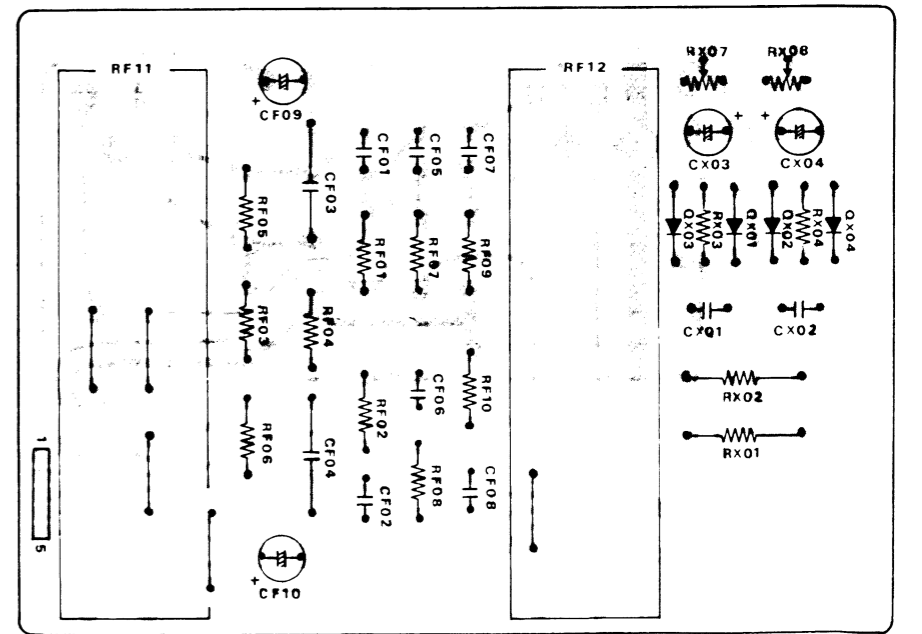 RX07
RX08
RF11
RF12
+
CF09
+
+
CX03
CX04
CF01
CF05
CF07
CF03
RF05
QX03
RX03
QX01
QX02
RX04
QX04
RF01
RF07
RF09
RF03
RF04
CX01
CX02
RF02
CF06
RF10
RX02
RF06
CF04
RX01
1
CF02
RF08
CF08
5
+
CF10